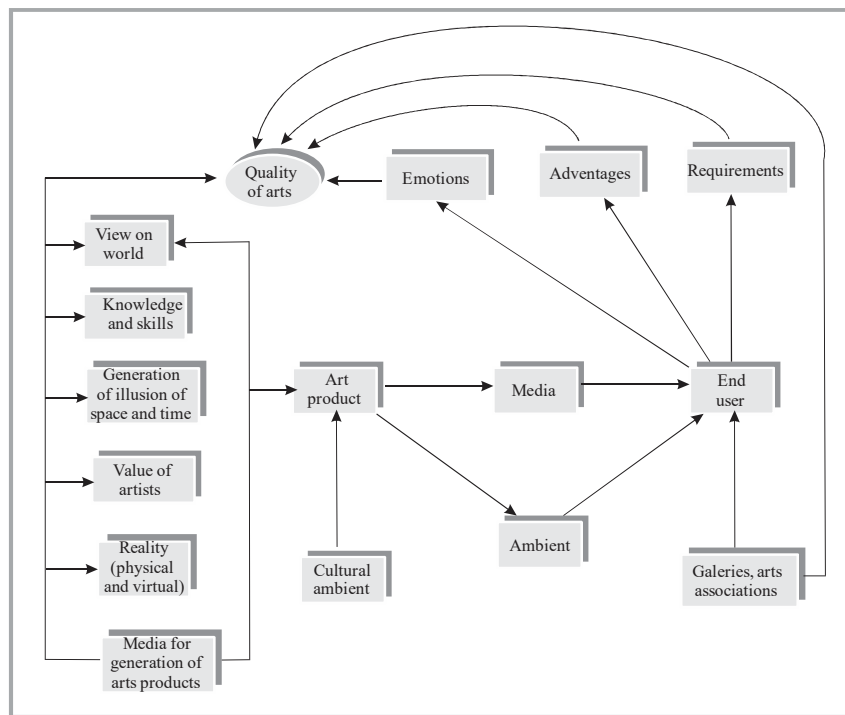 Quality
of arts
Emotions
Adventages
Requirements
View on
world
Knowledge
and skills
Generation
of illusion of
space and time
Art
product
Media
End
user
Value of
artists
Reality
(physical
and virtual)
Cultural
ambient
Ambient
Galeries, arts
associations
Media for
generation of
arts products